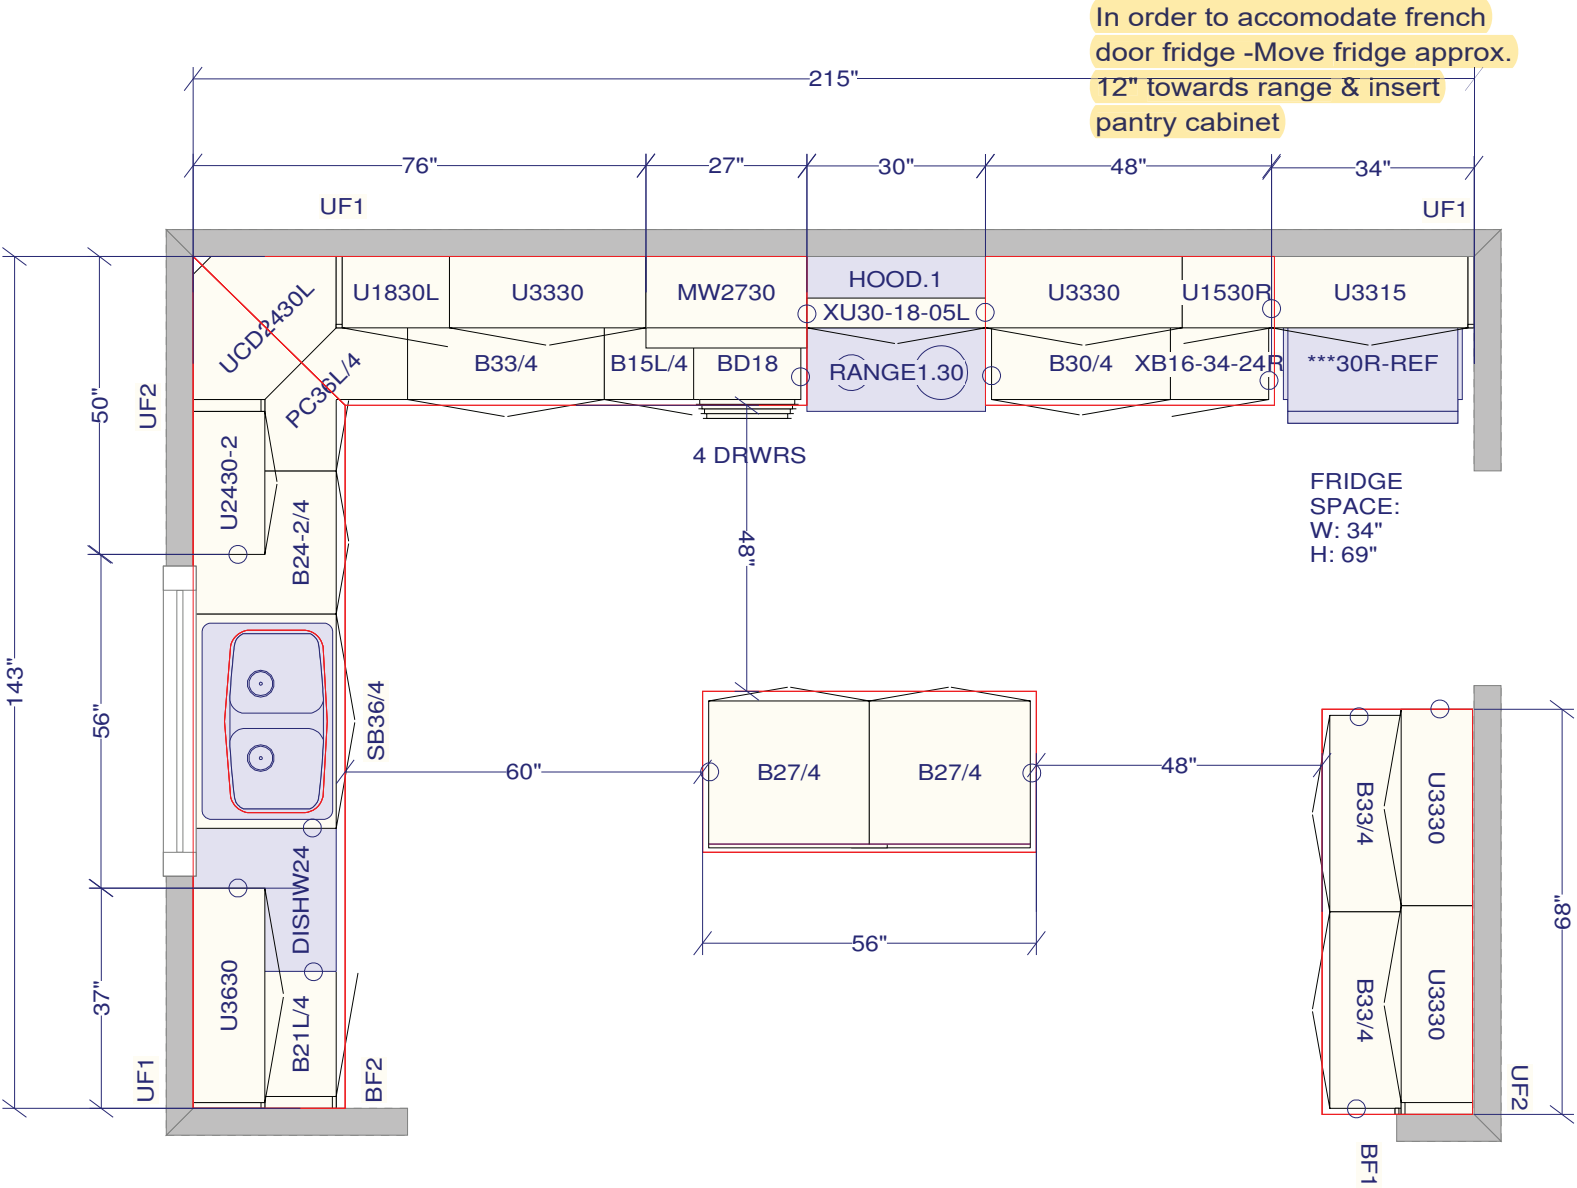 In order to accomodate french
door fridge -Move fridge approx.
12" towards range & insert
pantry cabinet
215"
76"
27"
30"
48"
34"
UF1
UF1
UCD2430L
U1830L
U3330
MW2730
HOOD.1
XU30-18-05L
U3330
U1530R
U3315
PC36L/4
B33/4
B15L/4
BD18
RANGE1.30
B30/4
XB16-34-24R
***30R-REF
4 DRWRS
FRIDGE
SPACE:
W: 34"
H: 69"
50"
UF2
U2430-2
B24-2/4
48"
143"
56"
SB36/4
60"
B27/4
B27/4
48"
B33/4
U3330
DISHW24
56"
68"
37"
U3630
B21L/4
B33/4
U3330
UF1
BF2
UF2
BF1